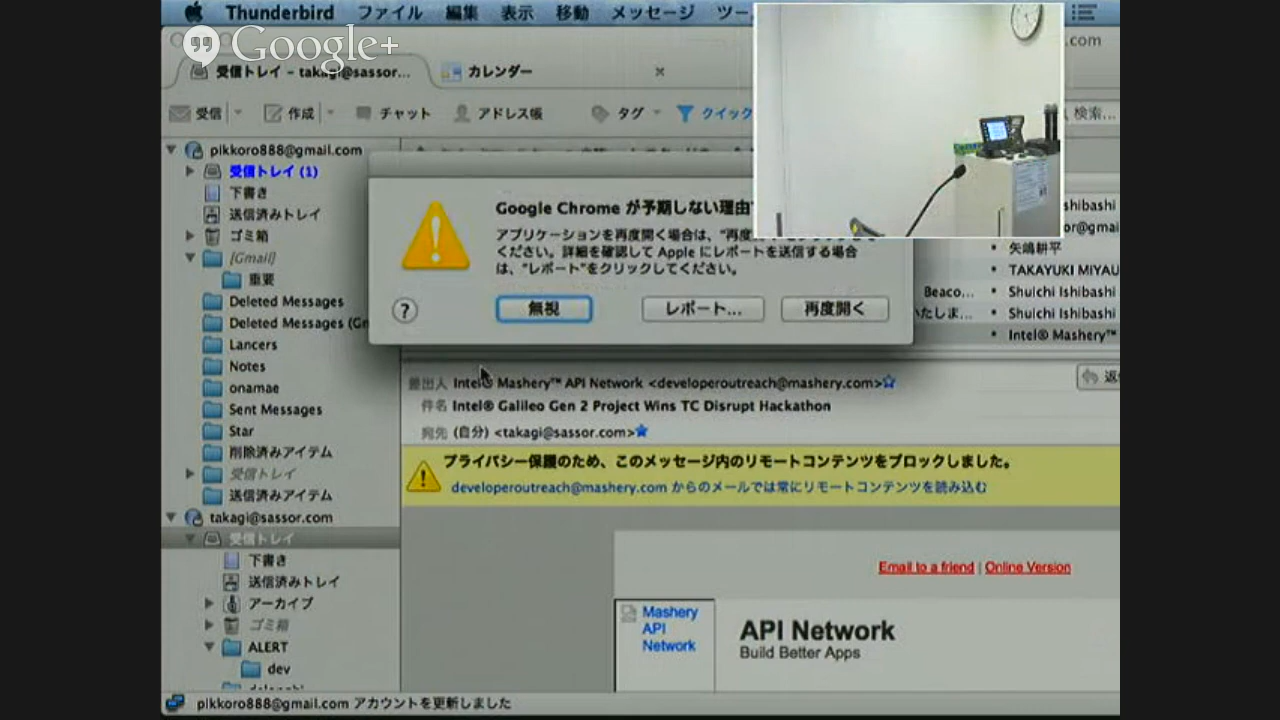 Thunderbird ファイル 編集 表示 移動 メッセージ ツー
Google+
.com
受信トレイ – takagi@sassor...
カレンダー
受信 作成 チャット アドレス帳 タグ クイック
検索...
pikkoro888@gmail.com
受信トレイ (1)
下書き
送信済みトレイ
ゴミ箱
[Gmail]
重要
Deleted Messages
Deleted Messages (Gm
Lancers
Notes
onamae
Sent Messages
Star
削除済みアイテム
受信トレイ
送信済みアイテム
takagi@sassor.com
受信トレイ
下書き
送信済みトレイ
アーカイブ
ゴミ箱
ALERT
dev
Google Chrome が予期しない理由
アプリケーションを再度開く場合は、“再度
ください。詳細を確認して Apple にレポートを送信する場合
は、“レポート”をクリックしてください。
?
無視 レポート... 再度開く
shibashi
or@gmai
矢嶋耕平
TAKAYUKI MIYAU
Beaco... Shuichi Ishibashi
いたしま... Shuichi Ishibashi
Intel® Mashery™
差出人 Intel® Mashery™ API Network <developeroutreach@mashery.com>
返
件名 Intel® Galileo Gen 2 Project Wins TC Disrupt Hackathon
宛先 (自分) <takagi@sassor.com>
プライバシー保護のため、このメッセージ内のリモートコンテンツをブロックしました。
developeroutreach@mashery.com からのメールでは常にリモートコンテンツを読み込む
Email to a friend | Online Version
Mashery
API
Network
API Network
Build Better Apps
pikkoro888@gmail.com アカウントを更新しました